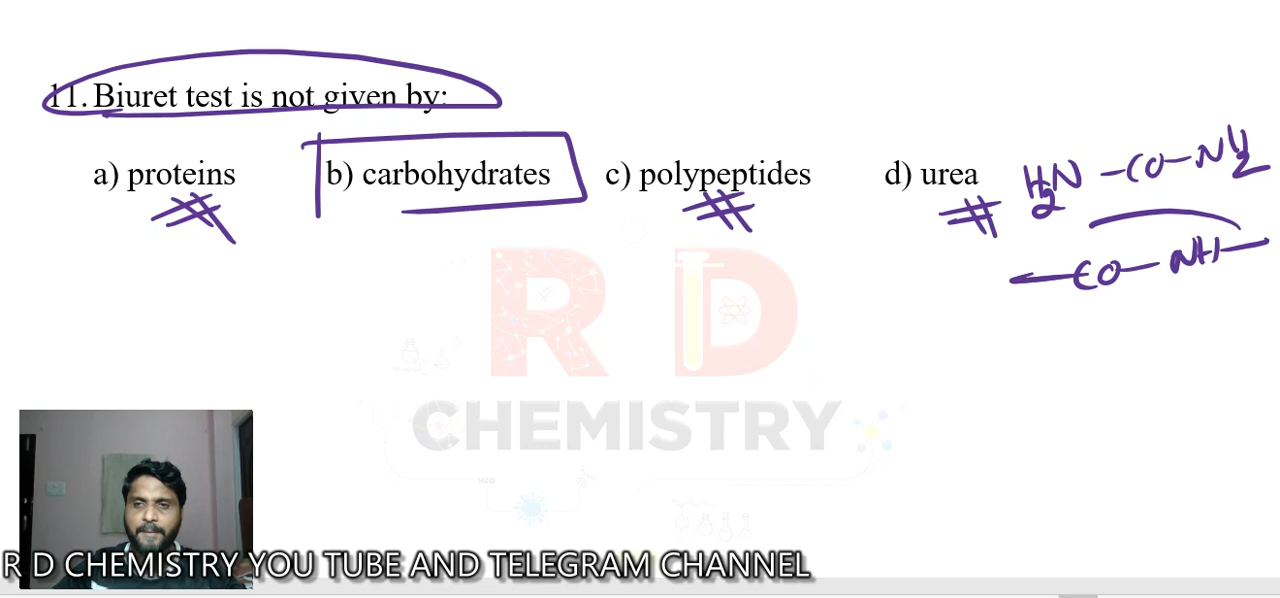 11. Biuret test is not given by:
a) proteins b) carbohydrates c) polypeptides d) urea H2N-CO-NH2
-CO-NH-
R D
CHEMISTRY
H2O
R D CHEMISTRY YOU TUBE AND TELEGRAM CHANNEL